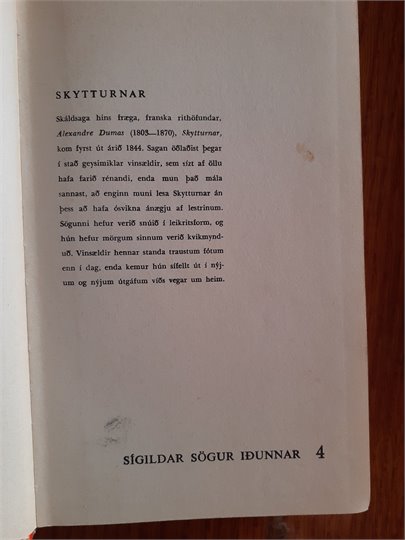 SKYTTURNAR
Skáldsaga hins fræga, franska rithöfundar,
Alexandre Dumas (1803—1870), Skytturnar,
kom fyrst út árið 1844. Sagan öðlaðist þegar
í stað geysimiklar vinsældir, sem sízt af öllu
hafa farið rénandi, enda mun það mála
sannast, að enginn muni lesa Skytturnar án
þess að hafa ósvikna ánægju af lestrinum.
Sögunni hefur verið snúið í leikritsform, og
hún hefur mörgum sinnum verið kvikmynd-
uð. Vinsældir hennar standa traustum fótum
enn í dag, enda kemur hún sífellt út í nýj-
um og nýjum útgáfum víðs vegar um heim.
SÍGILDAR SÖGUR IÐUNNAR 4